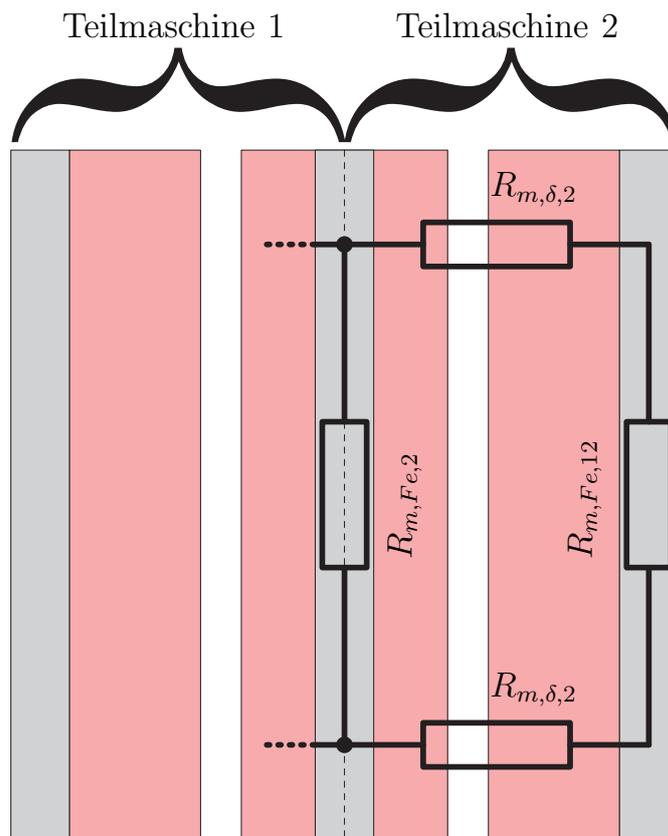 Teilmaschine 1
Teilmaschine 2
R_{m,δ,2}
R_{m,Fe,2}
R_{m,Fe,12}
R_{m,δ,2}